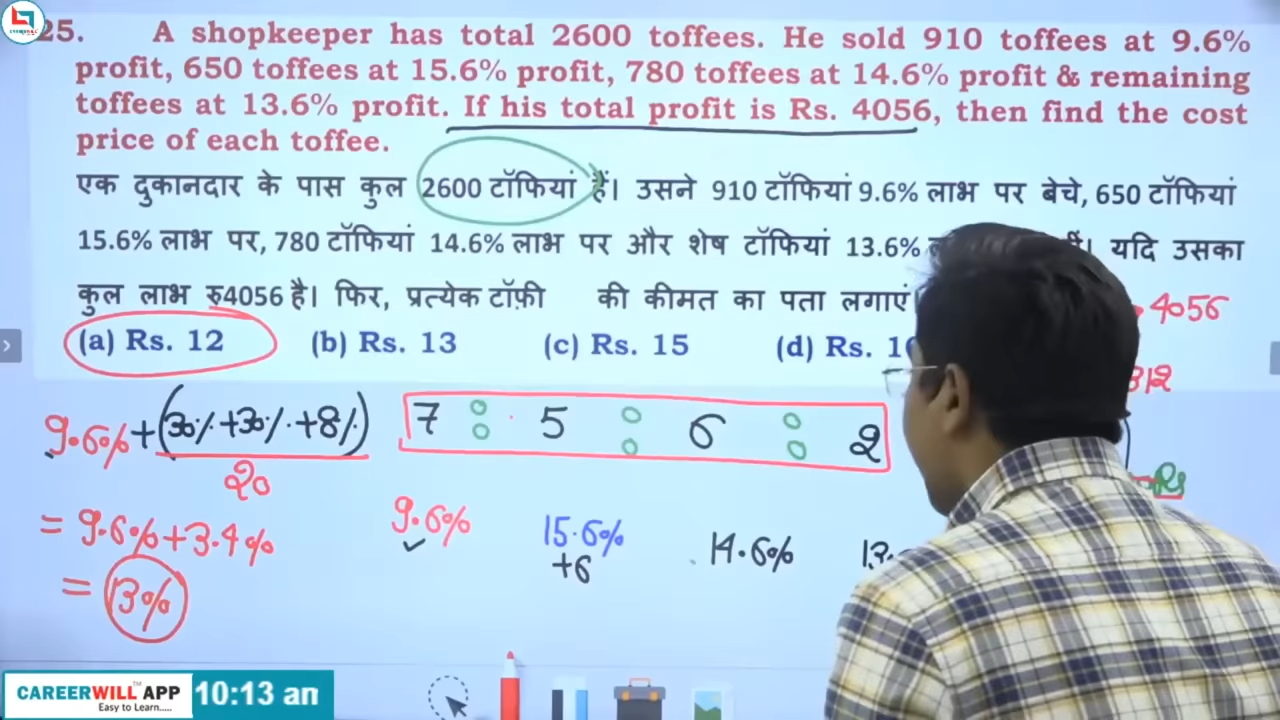 25. A shopkeeper has total 2600 toffees. He sold 910 toffees at 9.6%
profit, 650 toffees at 15.6% profit, 780 toffees at 14.6% profit & remaining
toffees at 13.6% profit. If his total profit is Rs. 4056, then find the cost
price of each toffee.
एक दुकानदार के पास कुल 2600 टॉफियां हैं। उसने 910 टॉफियां 9.6% लाभ पर बेचे, 650 टॉफियां
15.6% लाभ पर, 780 टॉफियां 14.6% लाभ पर और शेष टॉफियां 13.6% यदि उसका
कुल लाभ रु4056 है। फिर, प्रत्येक टॉफ़ी की कीमत का पता लगाएं।
4056
(a) Rs. 12 (b) Rs. 13 (c) Rs. 15 (d) Rs.
312
9.6%+(30%+30%+8%) 7 : 5 : 6 : 2
20
Rs
= 9.6%+3.4% 9.6% 15.6% 14.6%
+6
= 13%
CAREERWILL APP 10:13 an
Easy to Learn.....